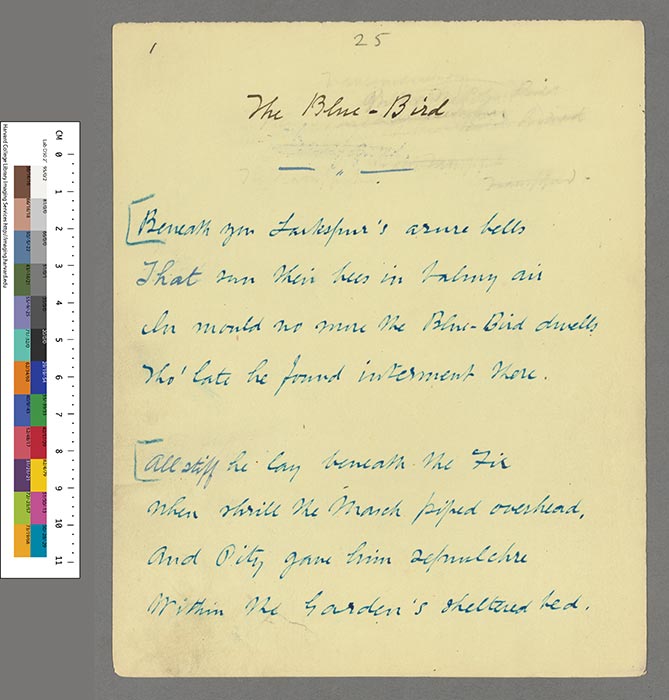 1
25
The Blue-Bird
Beneath yon Larkspur's azure bells
That sun their bees in balmy air
In mould no more the Blue-Bird dwells
Tho' late he found interment there.
All stiff he lay beneath the Fir
When shrill the March piped overhead,
And Pity gave him sepulchre
Within the Garden's sheltered bed.
CM 0 1 2 3 4 5 6 7 8 9 10 11
Harvard College Library Imaging Services http://imaging.harvard.edu